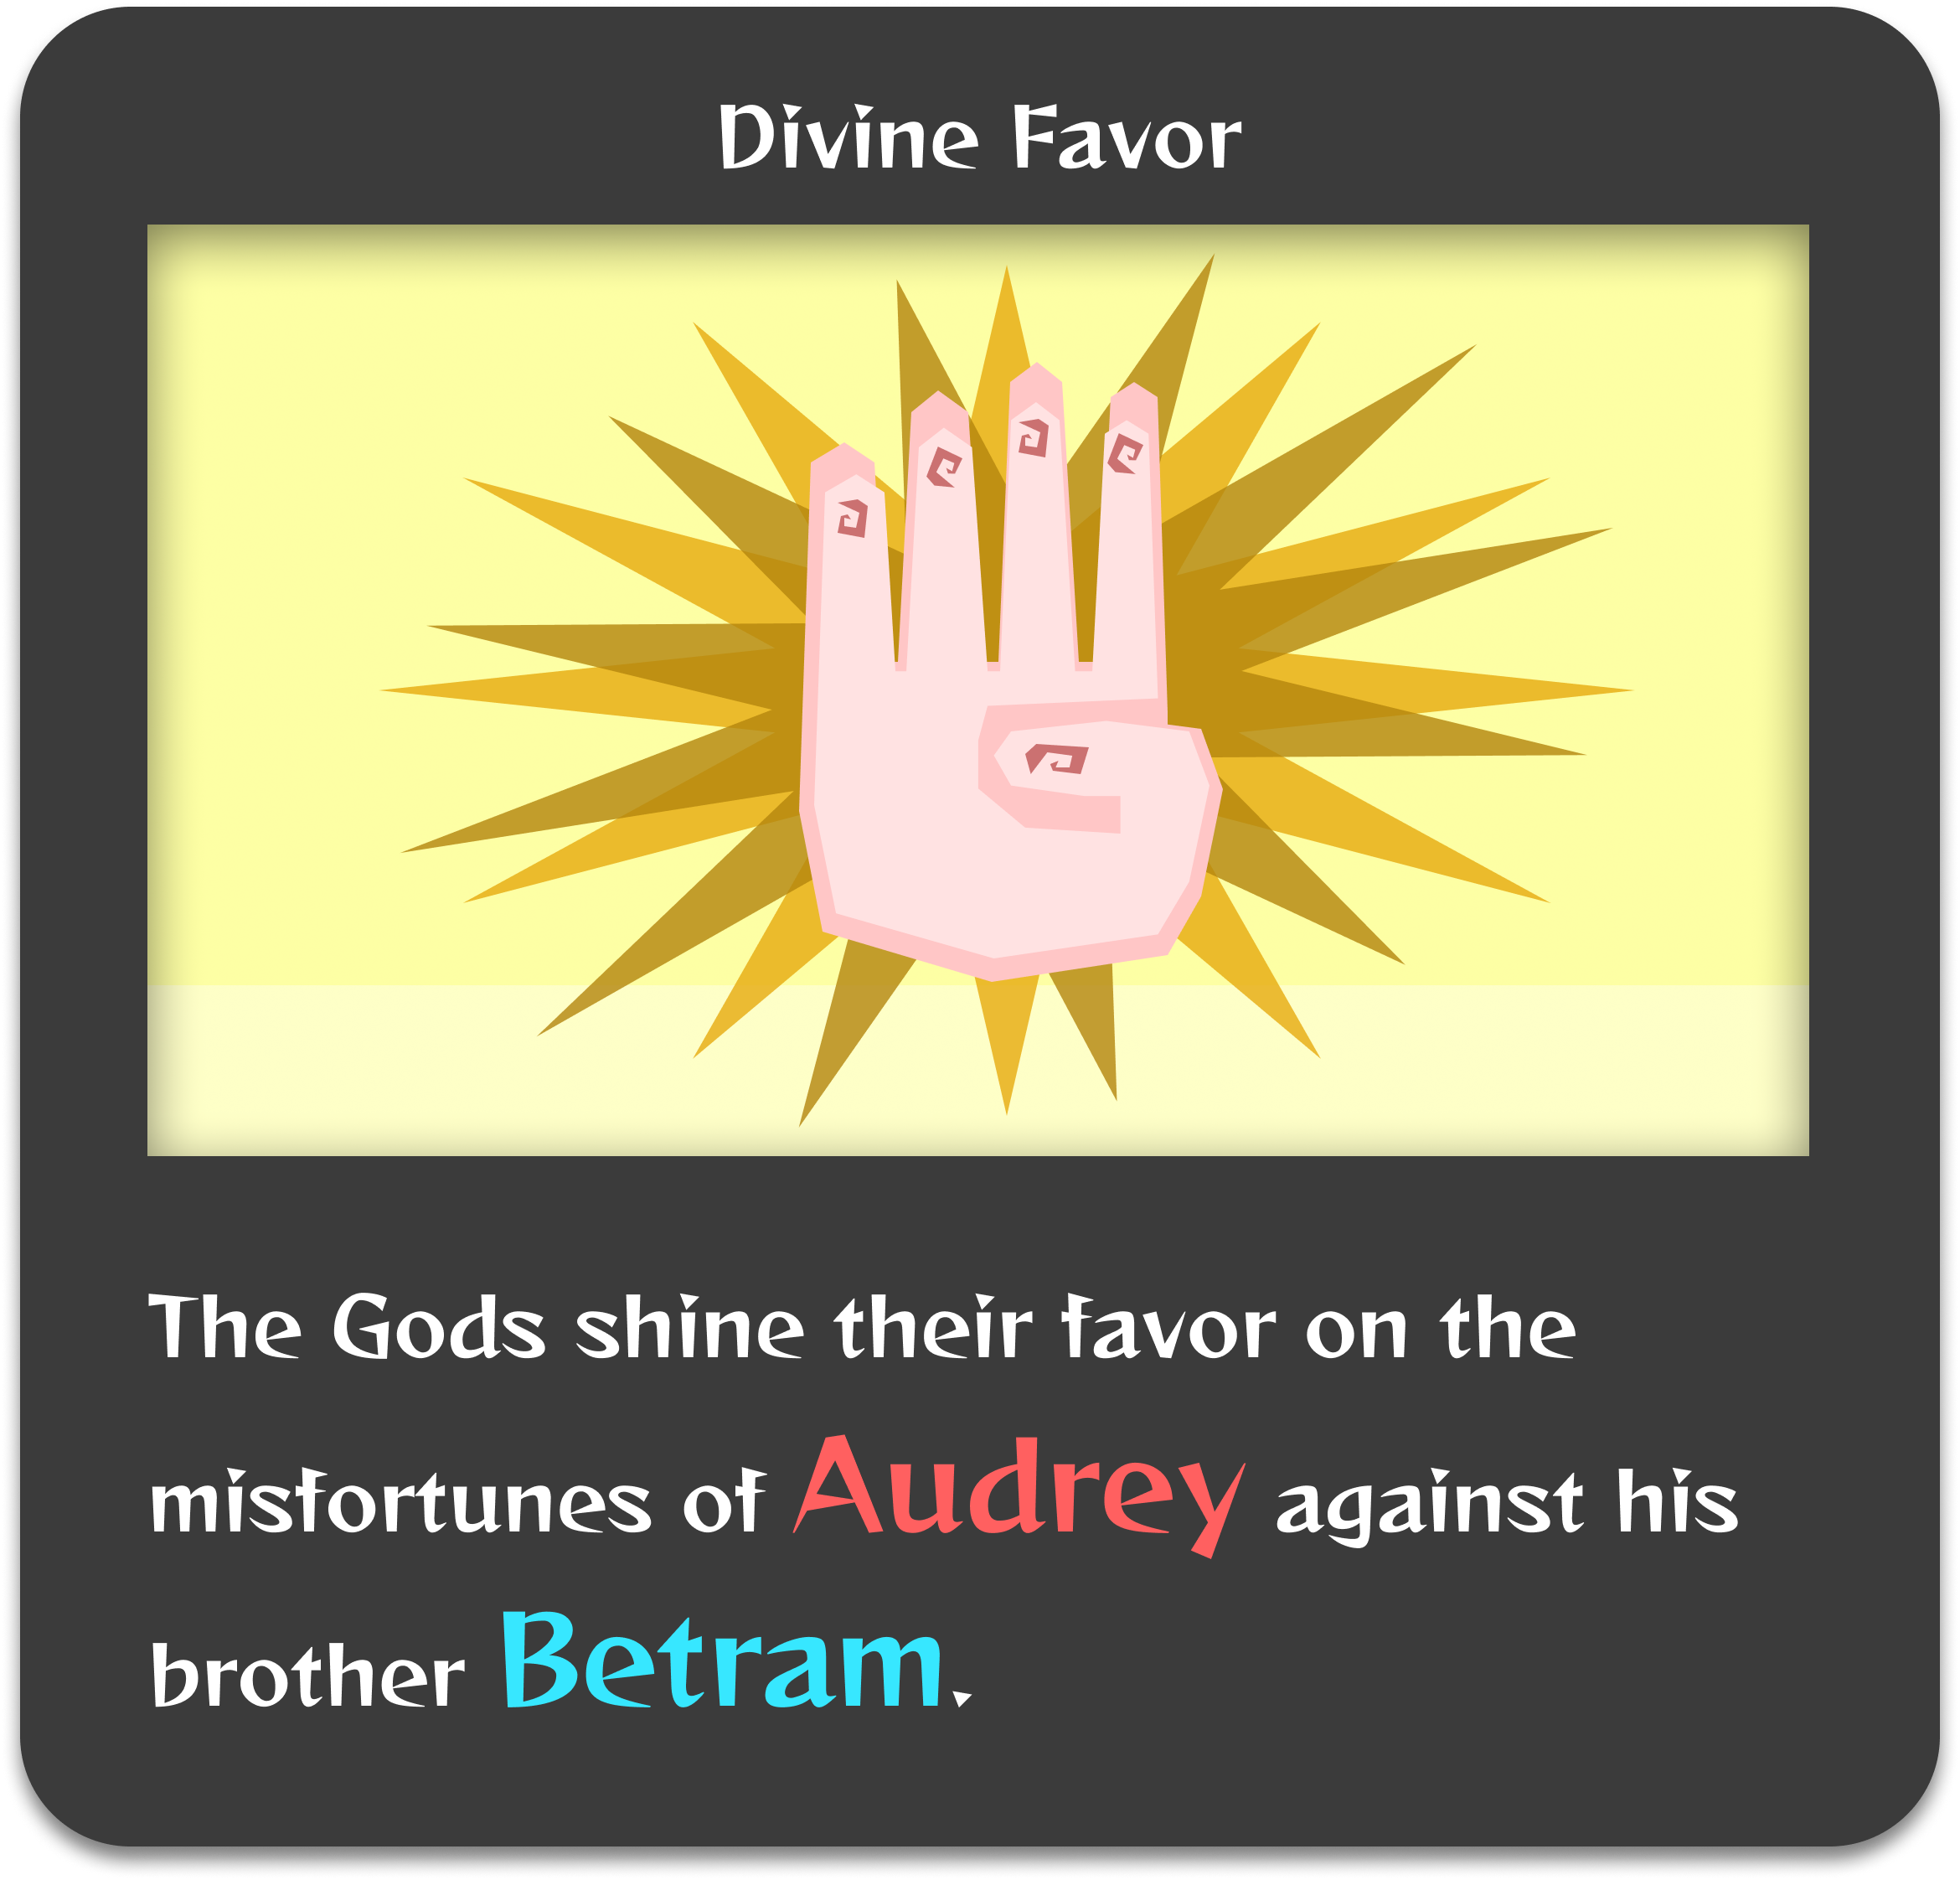 Divine Favor
The Gods shine their favor on the
misfortunes of Audrey against his
brother Betram.